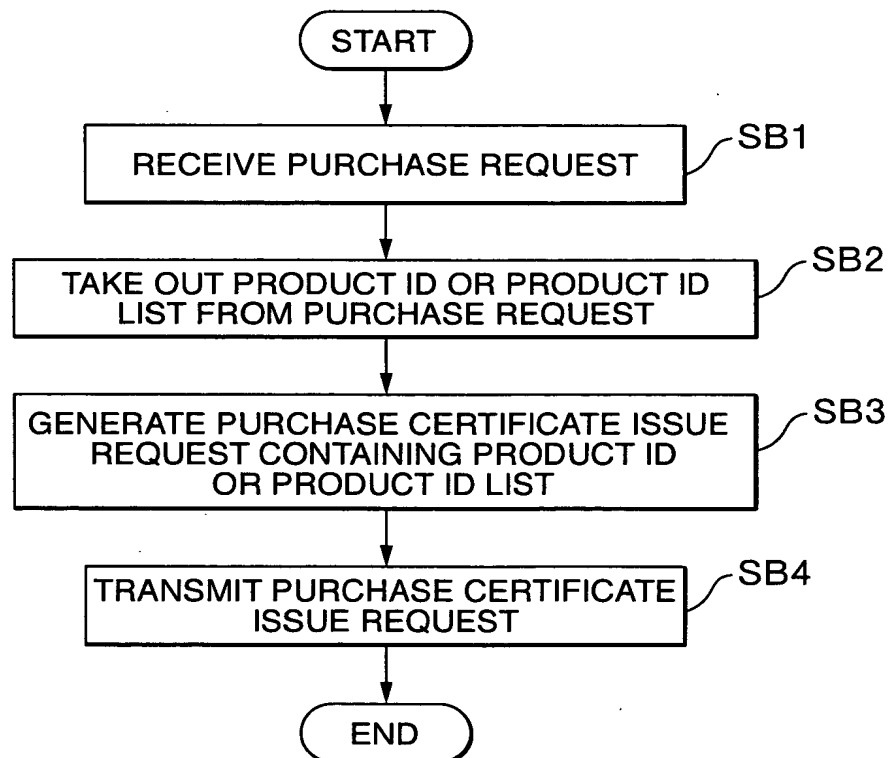 START
RECEIVE PURCHASE REQUEST
SB1
TAKE OUT PRODUCT ID OR PRODUCT ID
LIST FROM PURCHASE REQUEST
SB2
GENERATE PURCHASE CERTIFICATE ISSUE
REQUEST CONTAINING PRODUCT ID
OR PRODUCT ID LIST
SB3
TRANSMIT PURCHASE CERTIFICATE
ISSUE REQUEST
SB4
END